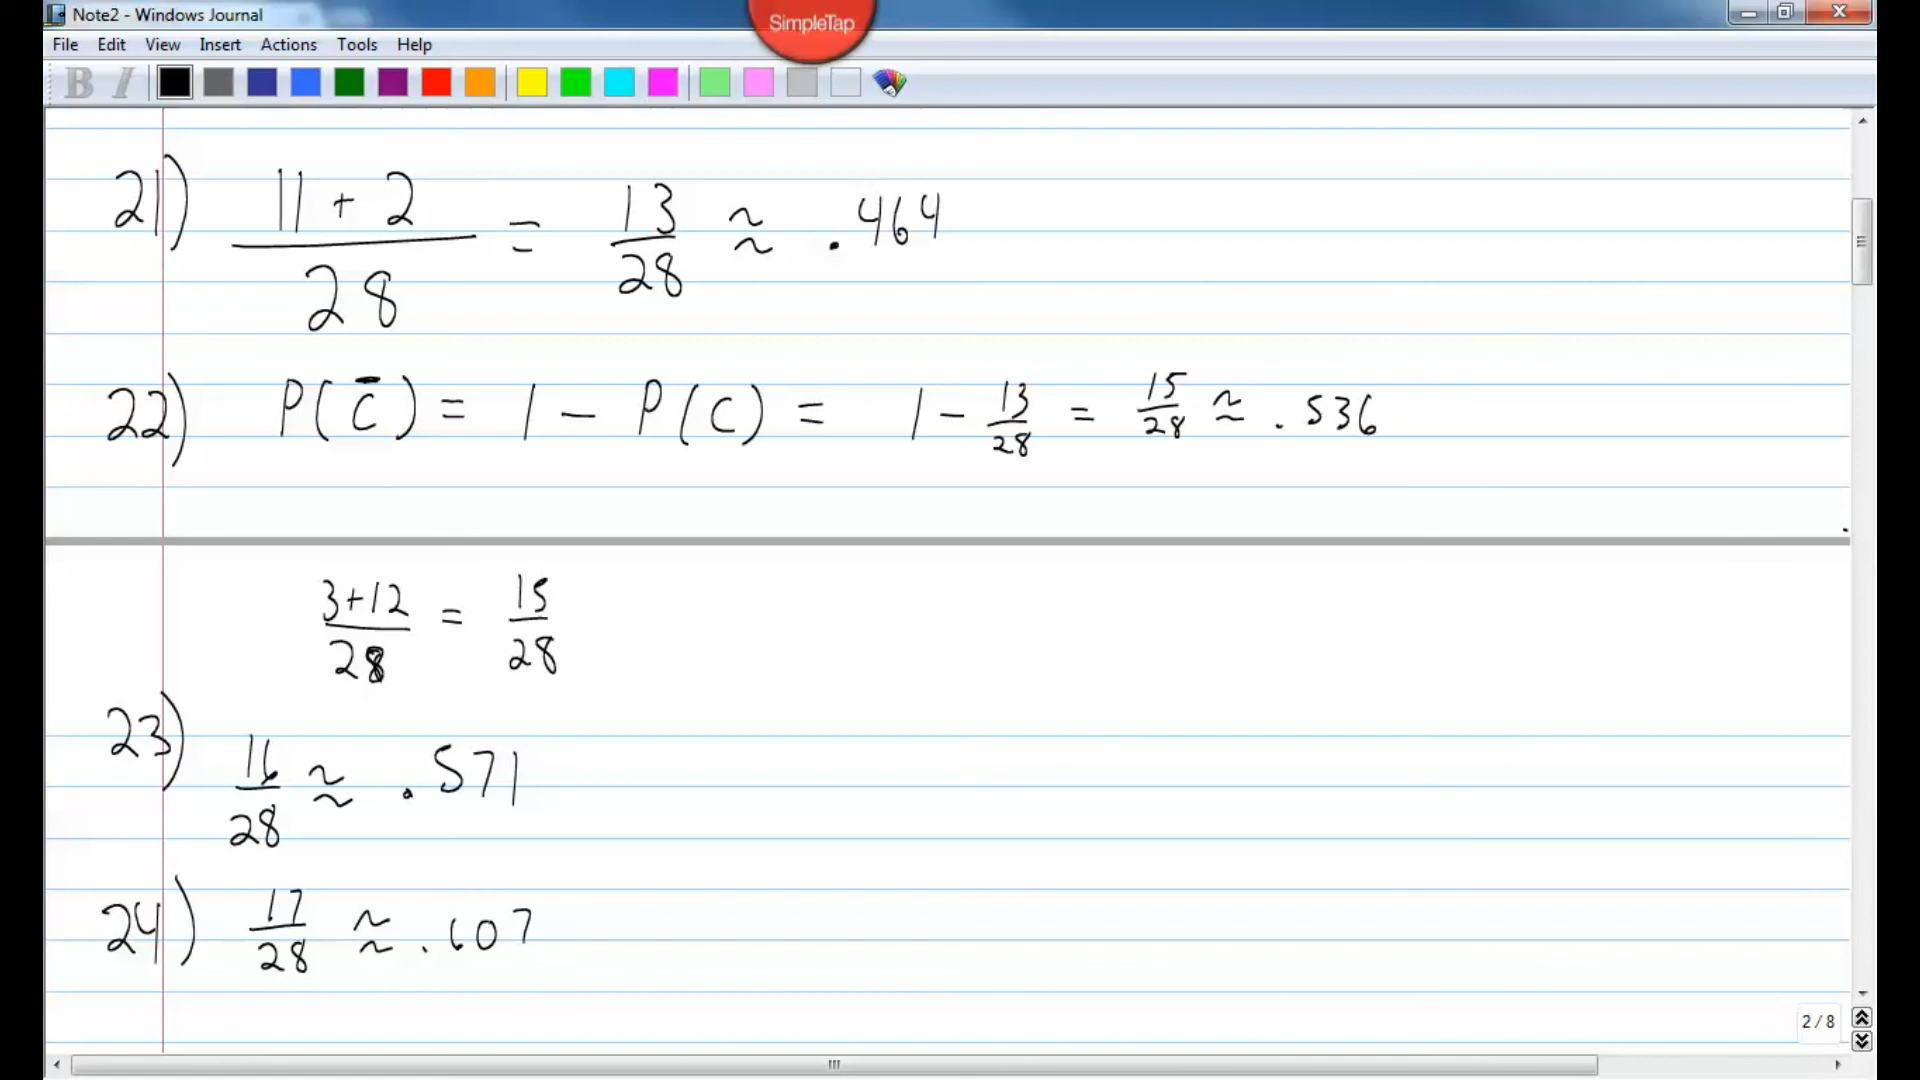 Note2 - Windows Journal
SimpleTap
File Edit View Insert Actions Tools Help
B I
21) 11 + 2 / 28 = 13 / 28 ≈ .464
22) P(C̄) = 1 - P(C) = 1 - 13/28 = 15/28 ≈ .536
3+12 / 28 = 15 / 28
23) 16/28 ≈ .571
24) 17/28 ≈ .607
2 / 8